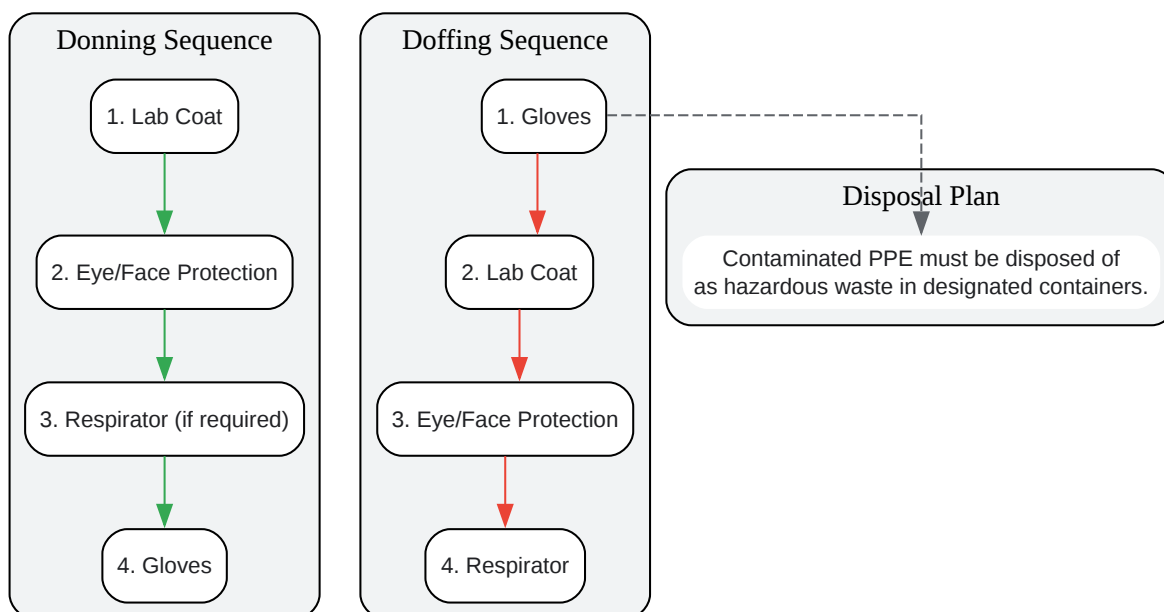 Donning Sequence
1. Lab Coat
2. Eye/Face Protection
3. Respirator (if required)
4. Gloves
Doffing Sequence
1. Gloves
2. Lab Coat
3. Eye/Face Protection
4. Respirator
Disposal Plan
Contaminated PPE must be disposed of
as hazardous waste in designated containers.